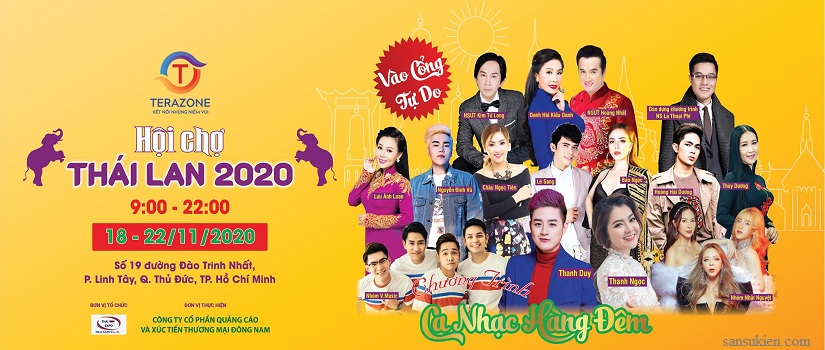 TERAZONE
KẾT NỐI NHỮNG NIỀM VUI
Hội chợ
THÁI LAN 2020
9:00 - 22:00
18 - 22/11/2020
Số 19 đường Đào Trinh Nhất,
P. Linh Tây, Q. Thủ Đức, TP. Hồ Chí Minh
ĐƠN VỊ TỔ CHỨC
ĐƠN VỊ THỰC HIỆN
CÔNG TY CỔ PHẦN QUẢNG CÁO
VÀ XÚC TIẾN THƯƠNG MẠI ĐÔNG NAM
Vào Cổng
Tự Do
NSƯT Kim Tử Long
Danh Hài Kiều Oanh
NSƯT Hoàng Nhất
Dàn dựng chương trình
NS La Thoại Phi
Lưu Ánh Loan
Nguyễn Đình Vũ
Châu Ngọc Tiên
Lê Sang
Bảo Ngọc
Hoàng Hải Dương
Thùy Dương
Nhóm V.Music
Thanh Duy
Thanh Ngọc
Nhóm Nhật Nguyệt
Chương Trình
Ca Nhạc Hàng Đêm
sansukien.com